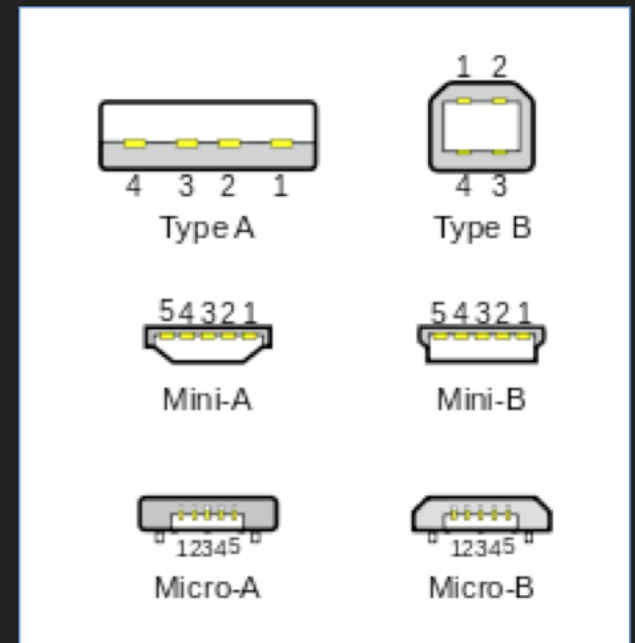 1 2
4 3 2 1
4 3
Type A
Type B
5 4 3 2 1
5 4 3 2 1
Mini-A
Mini-B
12345
12345
Micro-A
Micro-B